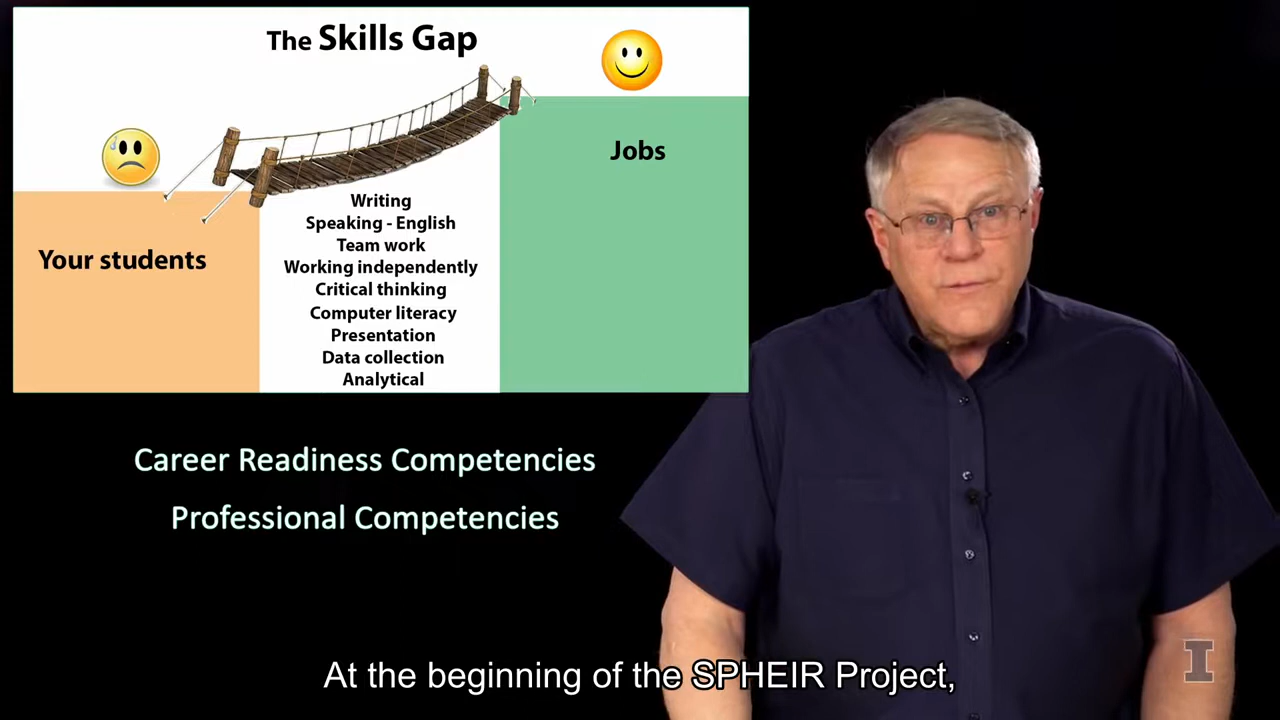 The Skills Gap
Jobs
Your students
Writing
Speaking - English
Team work
Working independently
Critical thinking
Computer literacy
Presentation
Data collection
Analytical
Career Readiness Competencies
Professional Competencies
At the beginning of the SPHEIR Project,
I